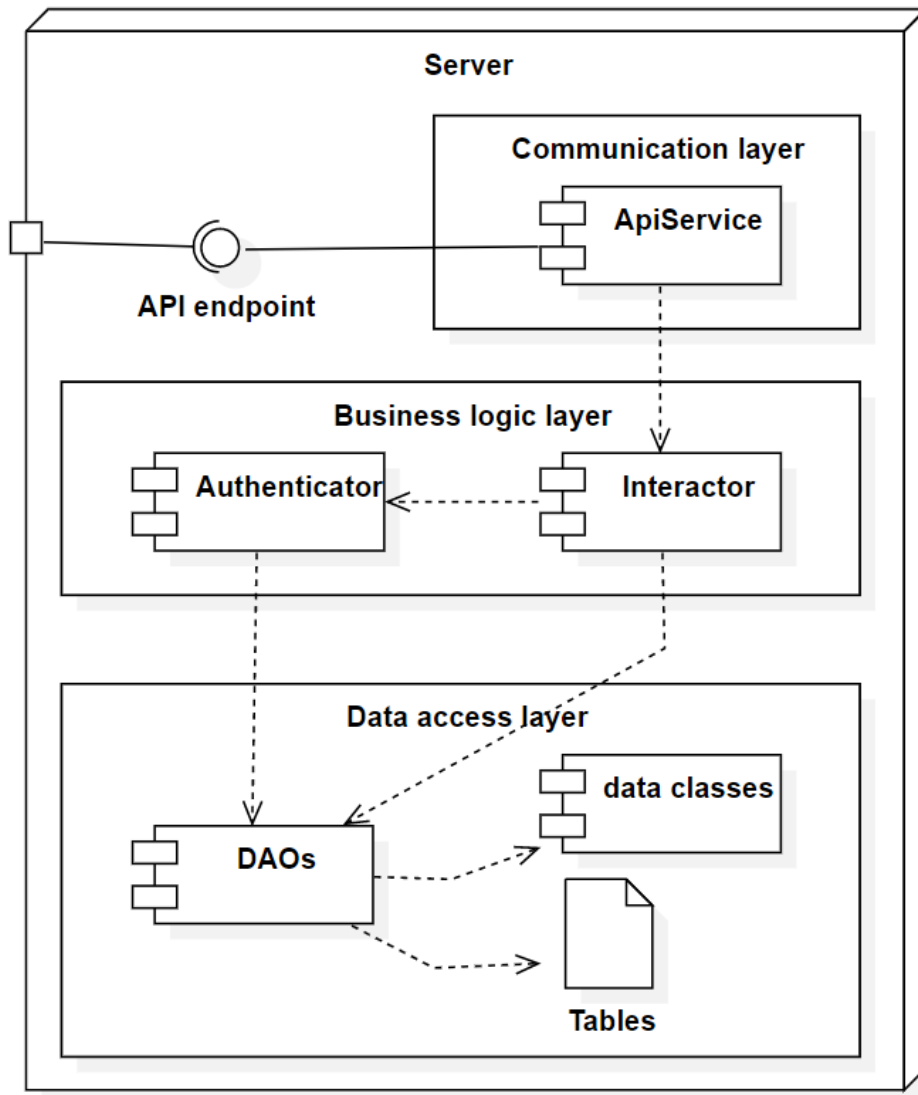 Server
Communication layer
ApiService
API endpoint
Business logic layer
Authenticator
Interactor
Data access layer
data classes
DAOs
Tables